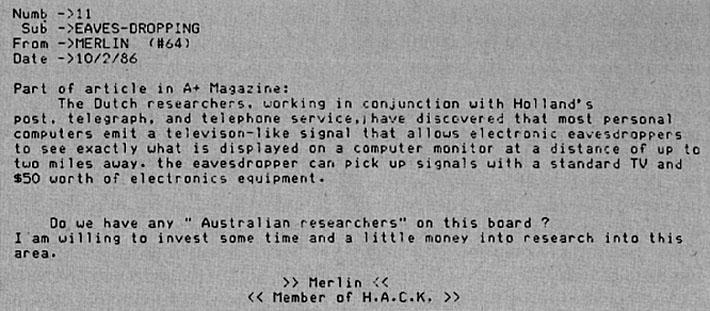 Numb ->11
Sub ->EAVES-DROPPING
From ->MERLIN (#64)
Date ->10/2/86
Part of article in A+ Magazine:
The Dutch researchers, working in conjunction with Holland's
post, telegraph, and telephone service,,have discovered that most personal
computers emit a televison-like signal that allows electronic eavesdroppers
to see exactly what is displayed on a computer monitor at a distance of up to
two miles away. the eavesdropper can pick up signals with a standard TV and
$50 worth of electronics equipment.
Do we have any " Australian researchers" on this board ?
I am willing to invest some time and a little money into research into this
area.
>> Merlin <<
<< Member of H.A.C.K. >>